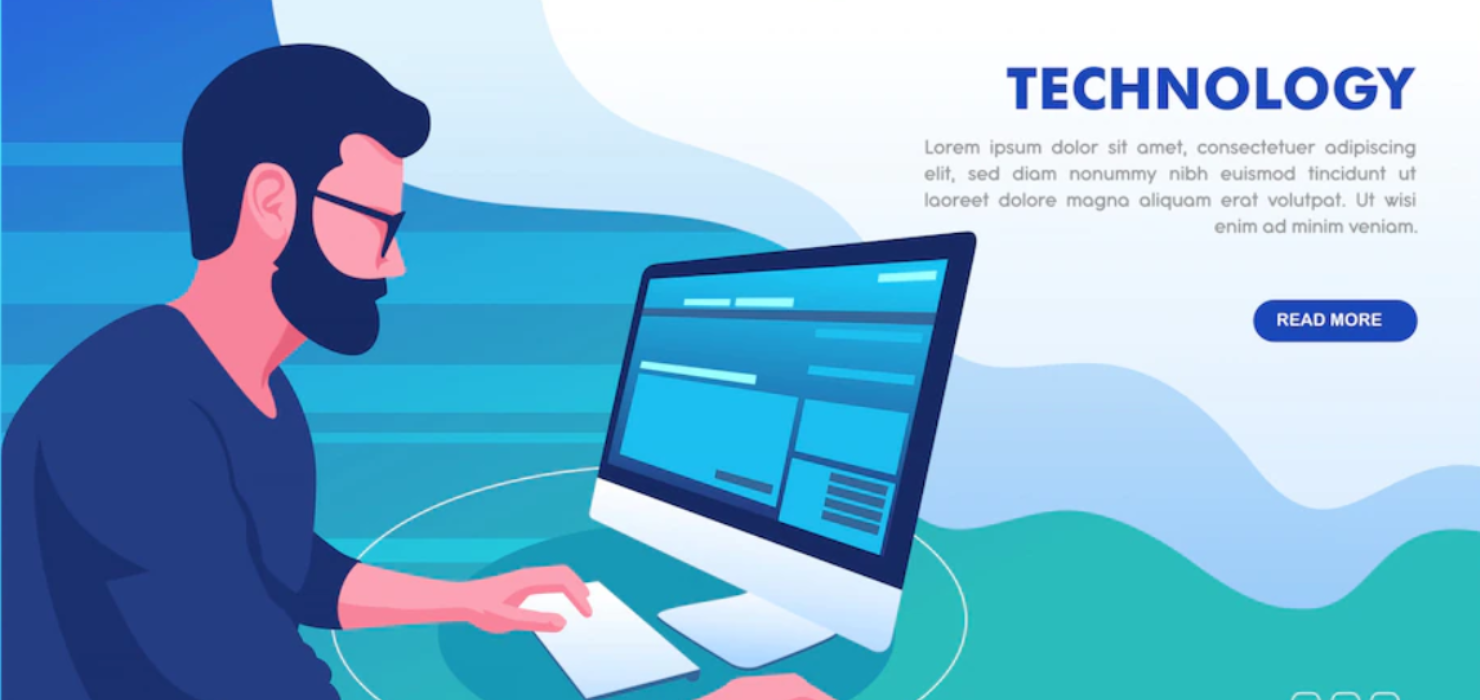 TECHNOLOGY
Lorem ipsum dolor sit amet, consectetuer adipiscing
elit, sed diam nonummy nibh euismod tincidunt ut
laoreet dolore magna aliquam erat volutpat. Ut wisi
enim ad minim veniam.
READ MORE